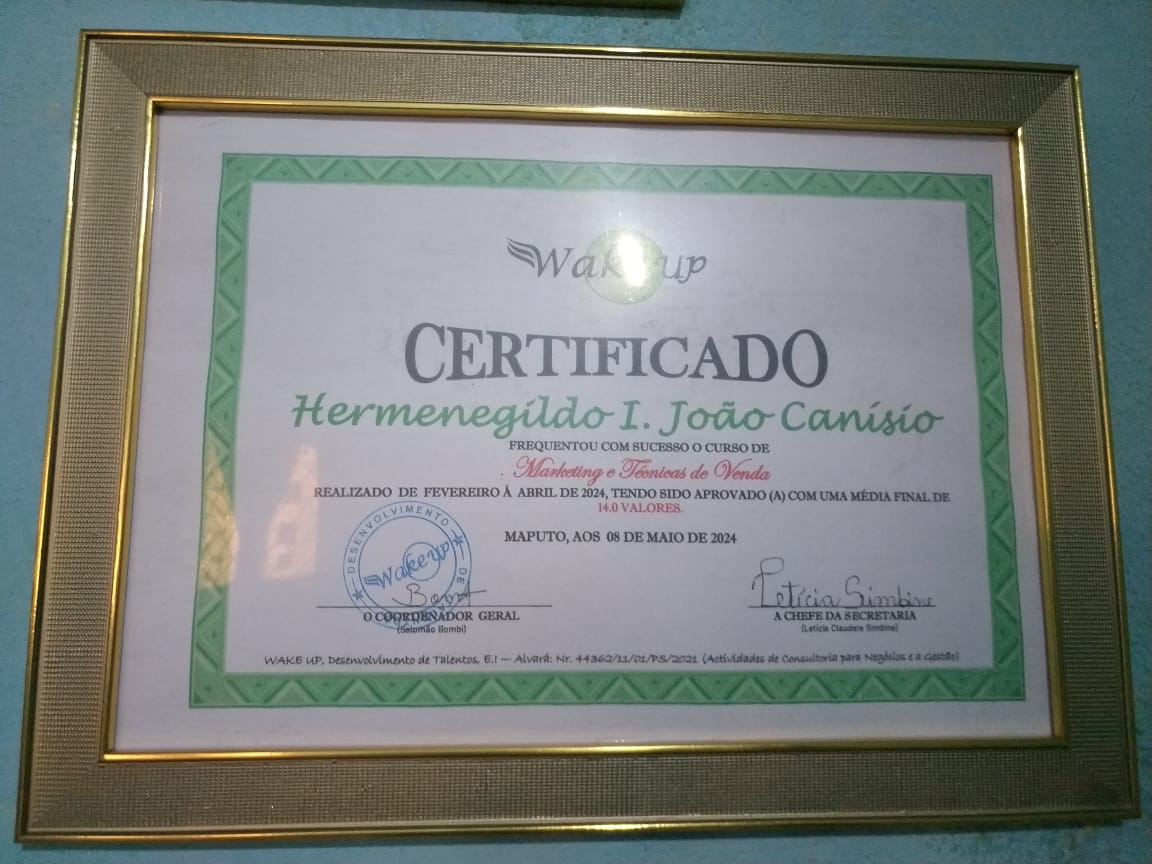 Wake up
CERTIFICADO
Hermenegildo I. João Canísio
FREQUENTOU COM SUCESSO O CURSO DE
Marketing e Técnicas de Venda
REALIZADO DE FEVEREIRO Á ABRIL DE 2024, TENDO SIDO APROVADO (A) COM UMA MÉDIA FINAL DE
14.0 VALORES.
MAPUTO, AOS 08 DE MAIO DE 2024
DESENVOLVIMENTO DE
Wake up
Letícia Simbine
O COORDENADOR GERAL
(Salomão Bombi)
A CHEFE DA SECRETARIA
(Letícia Claudela Simbine)
WAKE UP, Desenvolvimento de Talentos, E.I — Alvará: Nr. 44362/11/01/PS/2021 (Actividades de Consultoria para Negócios e a Gestão)